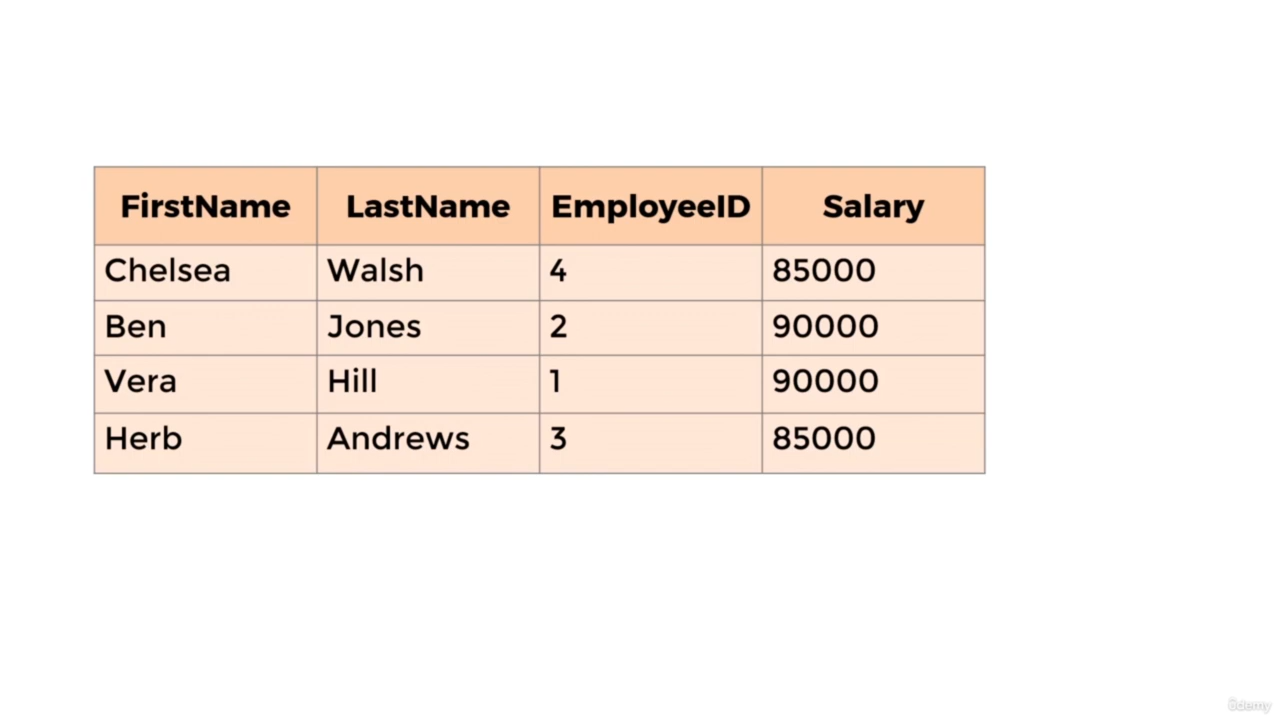 FirstName LastName EmployeeID Salary
Chelsea Walsh 4 85000
Ben Jones 2 90000
Vera Hill 1 90000
Herb Andrews 3 85000
ûdemy